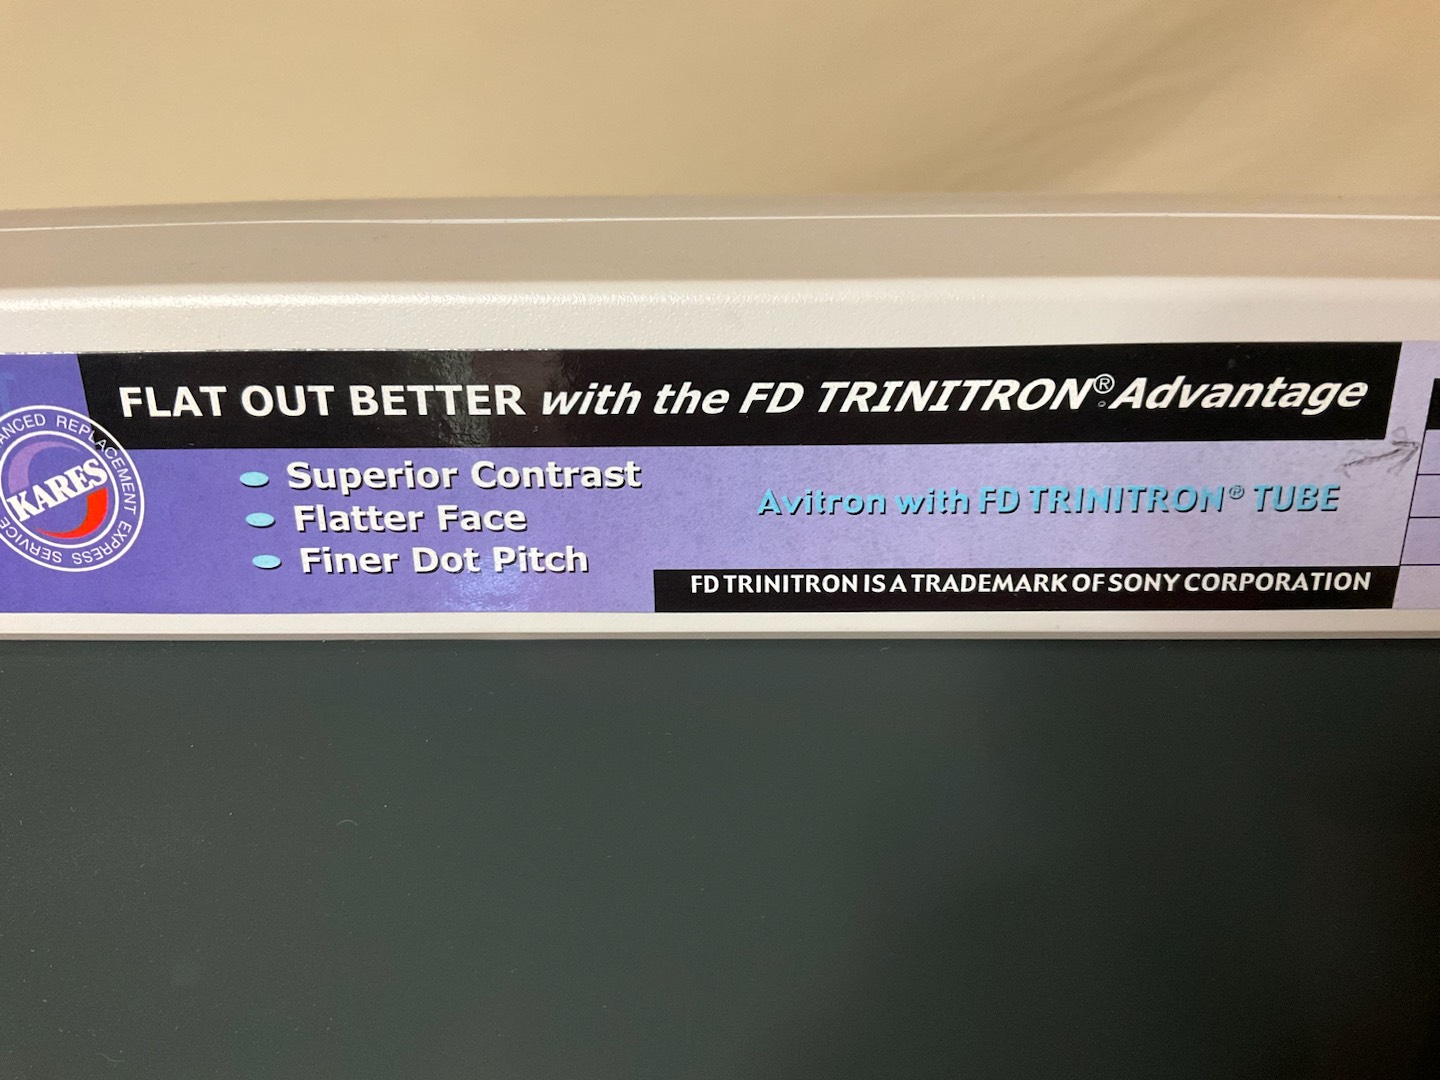 FLAT OUT BETTER with the FD TRINITRON® Advantage
REPLACEMENT EXPRESS SERVICE
KARES
Superior Contrast
Flatter Face
Finer Dot Pitch
Avitron with FD TRINITRON® TUBE
FD TRINITRON IS A TRADEMARK OF SONY CORPORATION